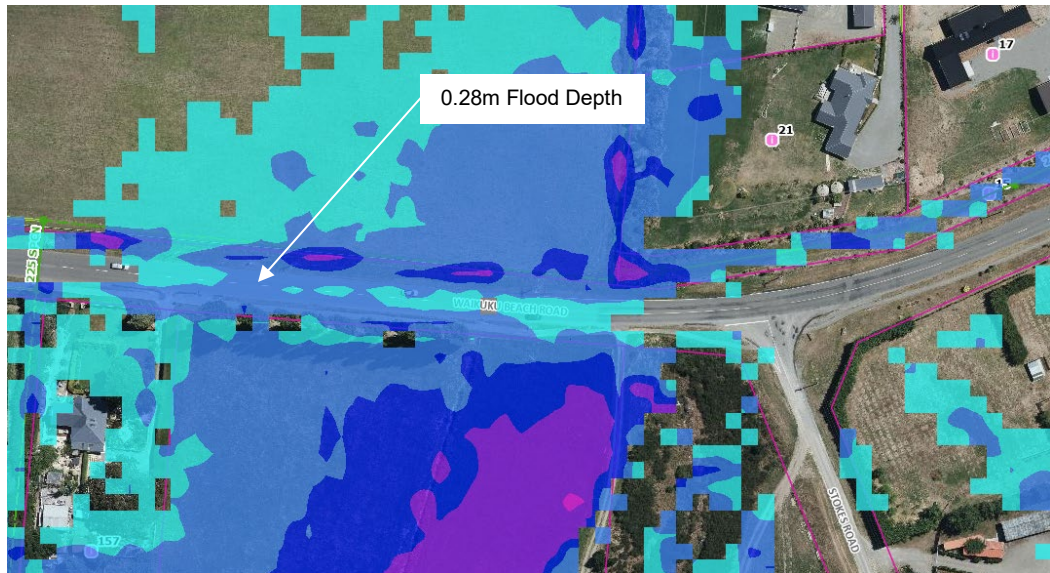 17
0.28m Flood Depth
21
225
WAIKUKU BEACH ROAD
STOKES ROAD
157